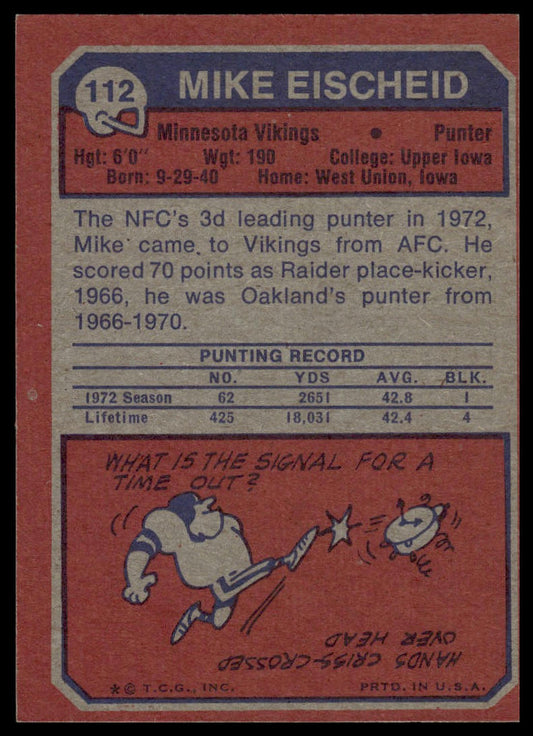 112
MIKE EISCHEID
Minnesota Vikings • Punter
Hgt: 6'0" Wgt: 190 College: Upper Iowa
Born: 9-29-40 Home: West Union, Iowa
The NFC's 3d leading punter in 1972,
Mike came to Vikings from AFC. He
scored 70 points as Raider place-kicker,
1966, he was Oakland's punter from
1966-1970.
PUNTING RECORD
NO. YDS AVG. BLK.
1972 Season 62 2651 42.8 1
Lifetime 425 18,031 42.4 4
WHAT IS THE SIGNAL FOR A
TIME OUT?
HANDS CRISS-CROSSED
OVER HEAD
*© T.C.G., INC. PRTD. IN U.S.A.